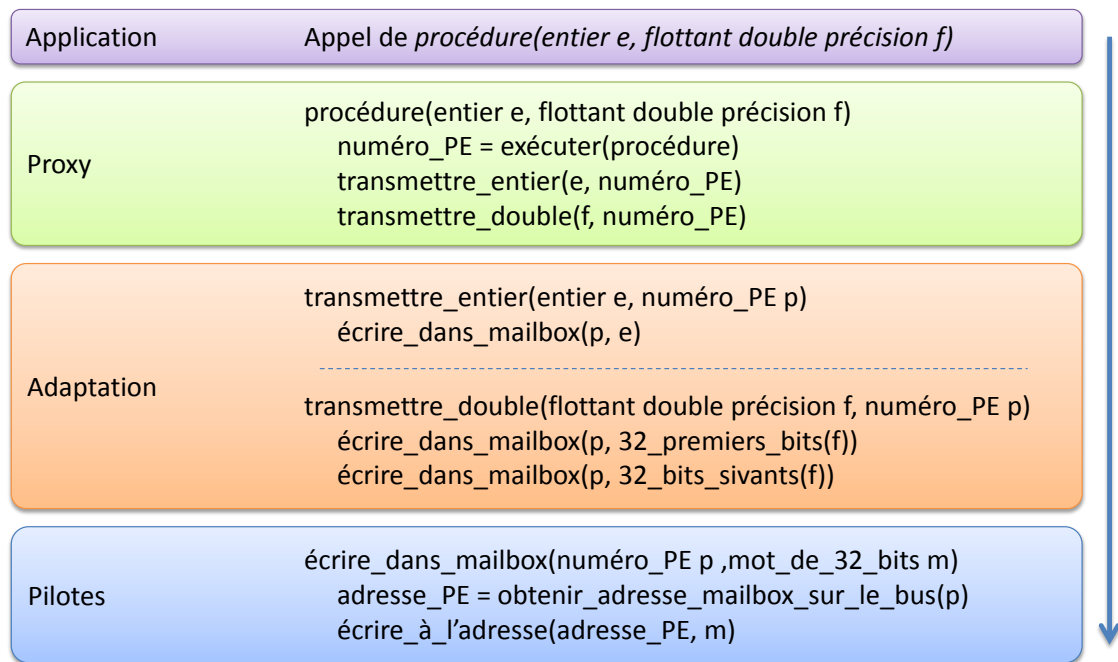 Application
Appel de procédure(entier e, flottant double précision f)
Proxy
procédure(entier e, flottant double précision f)
numéro_PE = exécuter(procédure)
transmettre_entier(e, numéro_PE)
transmettre_double(f, numéro_PE)
Adaptation
transmettre_entier(entier e, numéro_PE p)
écrire_dans_mailbox(p, e)
transmettre_double(flottant double précision f, numéro_PE p)
écrire_dans_mailbox(p, 32_premiers_bits(f))
écrire_dans_mailbox(p, 32_bits_sivants(f))
Pilotes
écrire_dans_mailbox(numéro_PE p ,mot_de_32_bits m)
adresse_PE = obtenir_adresse_mailbox_sur_le_bus(p)
écrire_à_l’adresse(adresse_PE, m)